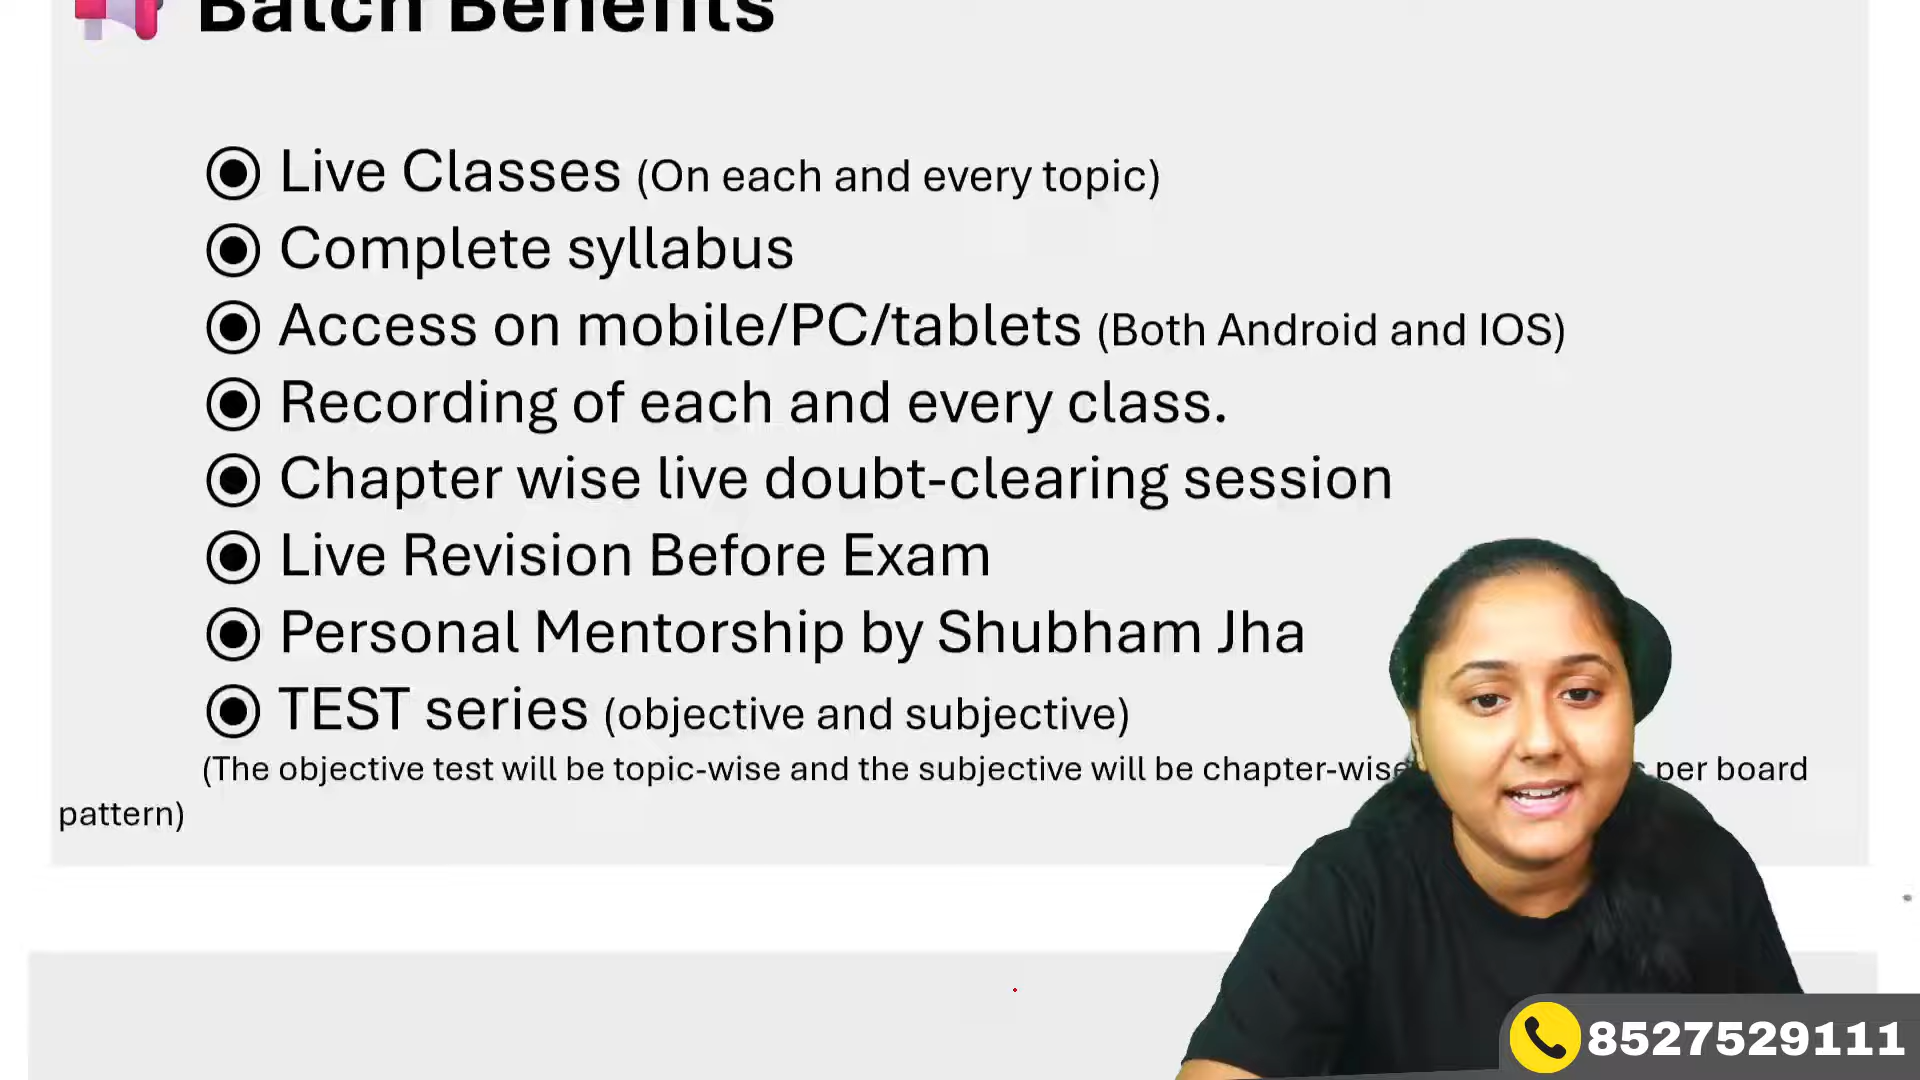 Batch Benefits
Live Classes (On each and every topic)
Complete syllabus
Access on mobile/PC/tablets (Both Android and IOS)
Recording of each and every class.
Chapter wise live doubt-clearing session
Live Revision Before Exam
Personal Mentorship by Shubham Jha
TEST series (objective and subjective)
(The objective test will be topic-wise and the subjective will be chapter-wise per board
pattern)
8527529111